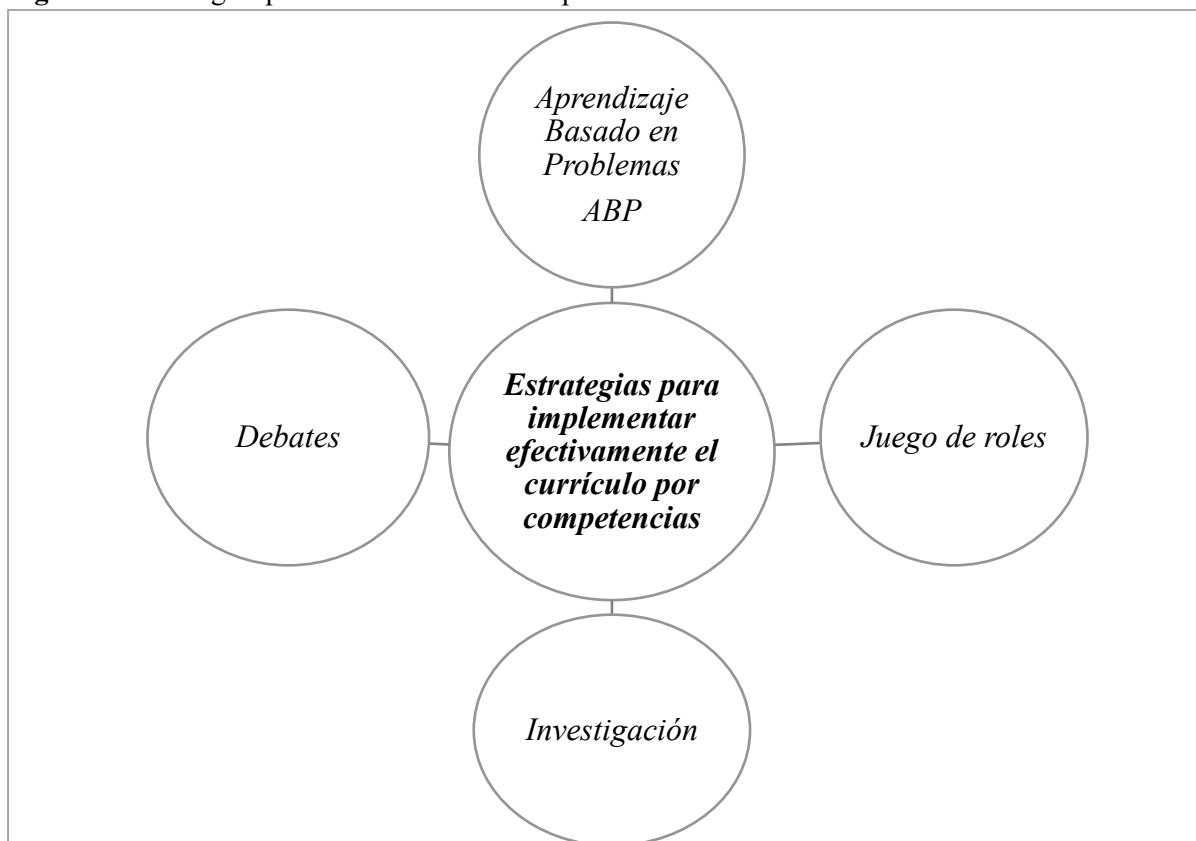 Aprendizaje
Basado en
Problemas
ABP
Debates
Estrategias para
implementar
efectivamente el
currículo por
competencias
Juego de roles
Investigación